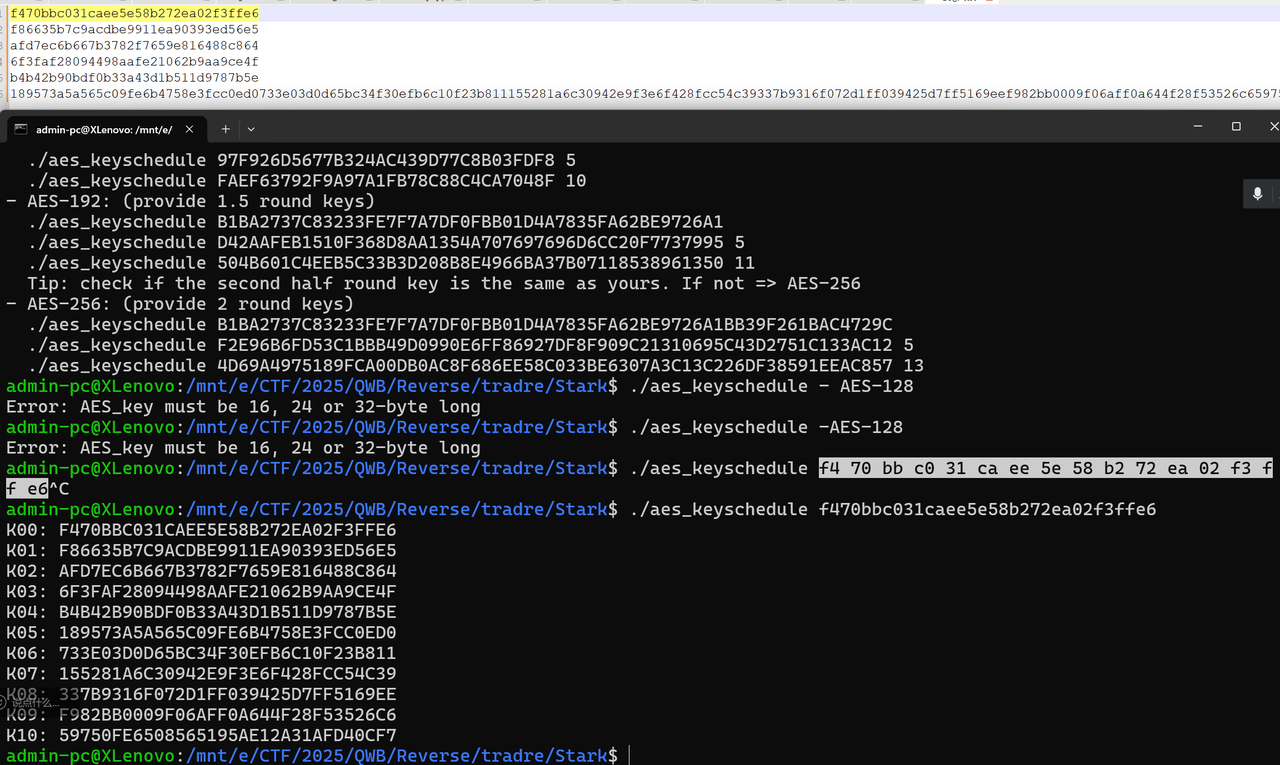 f470bbc031caee5e58b272ea02f3ffe6
f86635b7c9acdbe9911ea90393ed56e5
afd7ec6b667b3782f7659e816488c864
6f3faf28094498aafe21062b9aa9ce4f
b4b42b90bdf0b33a43d1b511d9787b5e
189573a5a565c09fe6b4758e3fcc0ed0733e03d0d65bc34f30efb6c10f23b811155281a6c30942e9f3e6f428fcc54c39337b9316f072d1ff039425d7ff5169eef982bb0009f06aff0a644f28f53526c65975
admin-pc@XLenovo: /mnt/e/
./aes_keyschedule 97F926D5677B324AC439D77C8B03FDF8 5
./aes_keyschedule FAEF63792F9A97A1FB78C88C4CA7048F 10
- AES-192: (provide 1.5 round keys)
./aes_keyschedule B1BA2737C83233FE7F7A7DF0FBB01D4A7835FA62BE9726A1
./aes_keyschedule D42AAFEB1510F368D8AA1354A707697696D6CC20F7737995 5
./aes_keyschedule 504B601C4EEB5C33B3D208B8E4966BA37B07118538961350 11
Tip: check if the second half round key is the same as yours. If not => AES-256
- AES-256: (provide 2 round keys)
./aes_keyschedule B1BA2737C83233FE7F7A7DF0FBB01D4A7835FA62BE9726A1BB39F261BAC4729C
./aes_keyschedule F2E96B6FD53C1BBB49D0990E6FF86927DF8F909C21310695C43D2751C133AC12 5
./aes_keyschedule 4D69A4975189FCA00DB0AC8F686EE58C033BE6307A3C13C226DF38591EEAC857 13
admin-pc@XLenovo:/mnt/e/CTF/2025/QWB/Reverse/tradre/Stark$ ./aes_keyschedule - AES-128
Error: AES_key must be 16, 24 or 32-byte long
admin-pc@XLenovo:/mnt/e/CTF/2025/QWB/Reverse/tradre/Stark$ ./aes_keyschedule -AES-128
Error: AES_key must be 16, 24 or 32-byte long
admin-pc@XLenovo:/mnt/e/CTF/2025/QWB/Reverse/tradre/Stark$ ./aes_keyschedule f4 70 bb c0 31 ca ee 5e 58 b2 72 ea 02 f3 f
f e6^C
admin-pc@XLenovo:/mnt/e/CTF/2025/QWB/Reverse/tradre/Stark$ ./aes_keyschedule f470bbc031caee5e58b272ea02f3ffe6
K00: F470BBC031CAEE5E58B272EA02F3FFE6
K01: F86635B7C9ACDBE9911EA90393ED56E5
K02: AFD7EC6B667B3782F7659E816488C864
K03: 6F3FAF28094498AAFE21062B9AA9CE4F
K04: B4B42B90BDF0B33A43D1B511D9787B5E
K05: 189573A5A565C09FE6B4758E3FCC0ED0
K06: 733E03D0D65BC34F30EFB6C10F23B811
K07: 155281A6C30942E9F3E6F428FCC54C39
K08: 337B9316F072D1FF039425D7FF5169EE
说点什么...
K09: F982BB0009F06AFF0A644F28F53526C6
K10: 59750FE6508565195AE12A31AFD40CF7
admin-pc@XLenovo:/mnt/e/CTF/2025/QWB/Reverse/tradre/Stark$